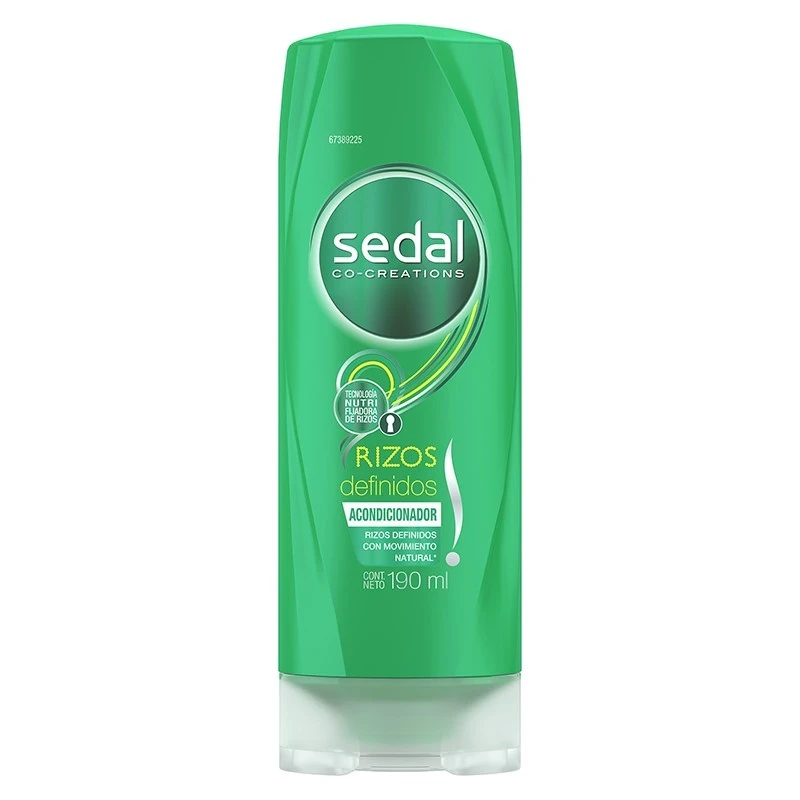 67389225
sedal
CO-CREATIONS
TECNOLOGÍA
NUTRI
FIJADORA
DE RIZOS
RIZOS
definidos
ACONDICIONADOR
RIZOS DEFINIDOS
CON MOVIMIENTO
NATURAL*
CONT.
NETO 190 ml